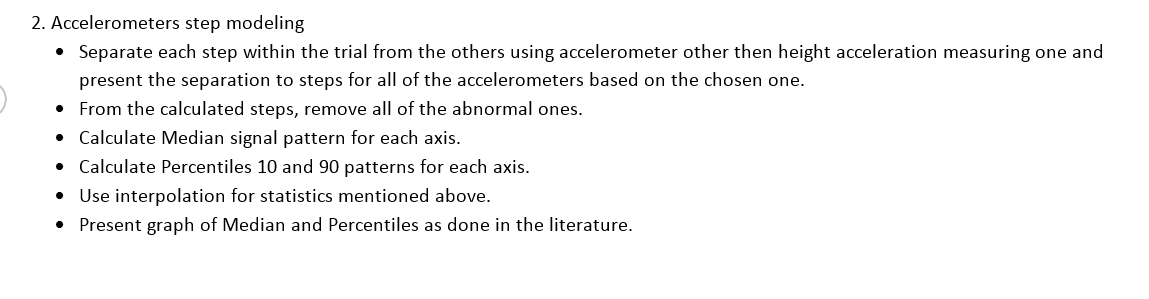 2. Accelerometers step modeling
• Separate each step within the trial from the others using accelerometer other then height acceleration measuring one and
present the separation to steps for all of the accelerometers based on the chosen one.
• From the calculated steps, remove all of the abnormal ones.
• Calculate Median signal pattern for each axis.
• Calculate Percentiles 10 and 90 patterns for each axis.
• Use interpolation for statistics mentioned above.
• Present graph of Median and Percentiles as done in the literature.